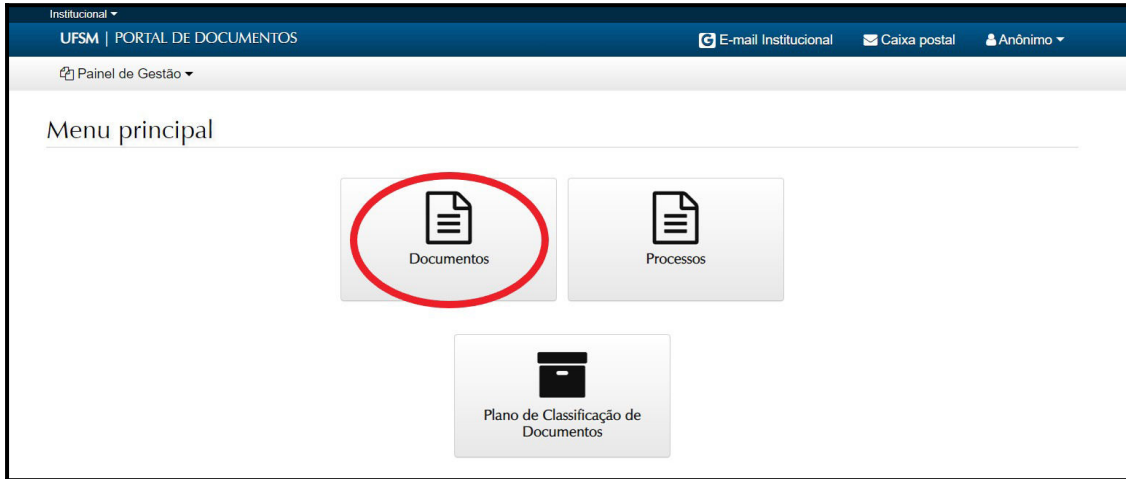 Institucional
UFSM | PORTAL DE DOCUMENTOS
E-mail Institucional
Caixa postal
Anônimo
Painel de Gestão
Menu principal
Documentos
Processos
Plano de Classificação de
Documentos